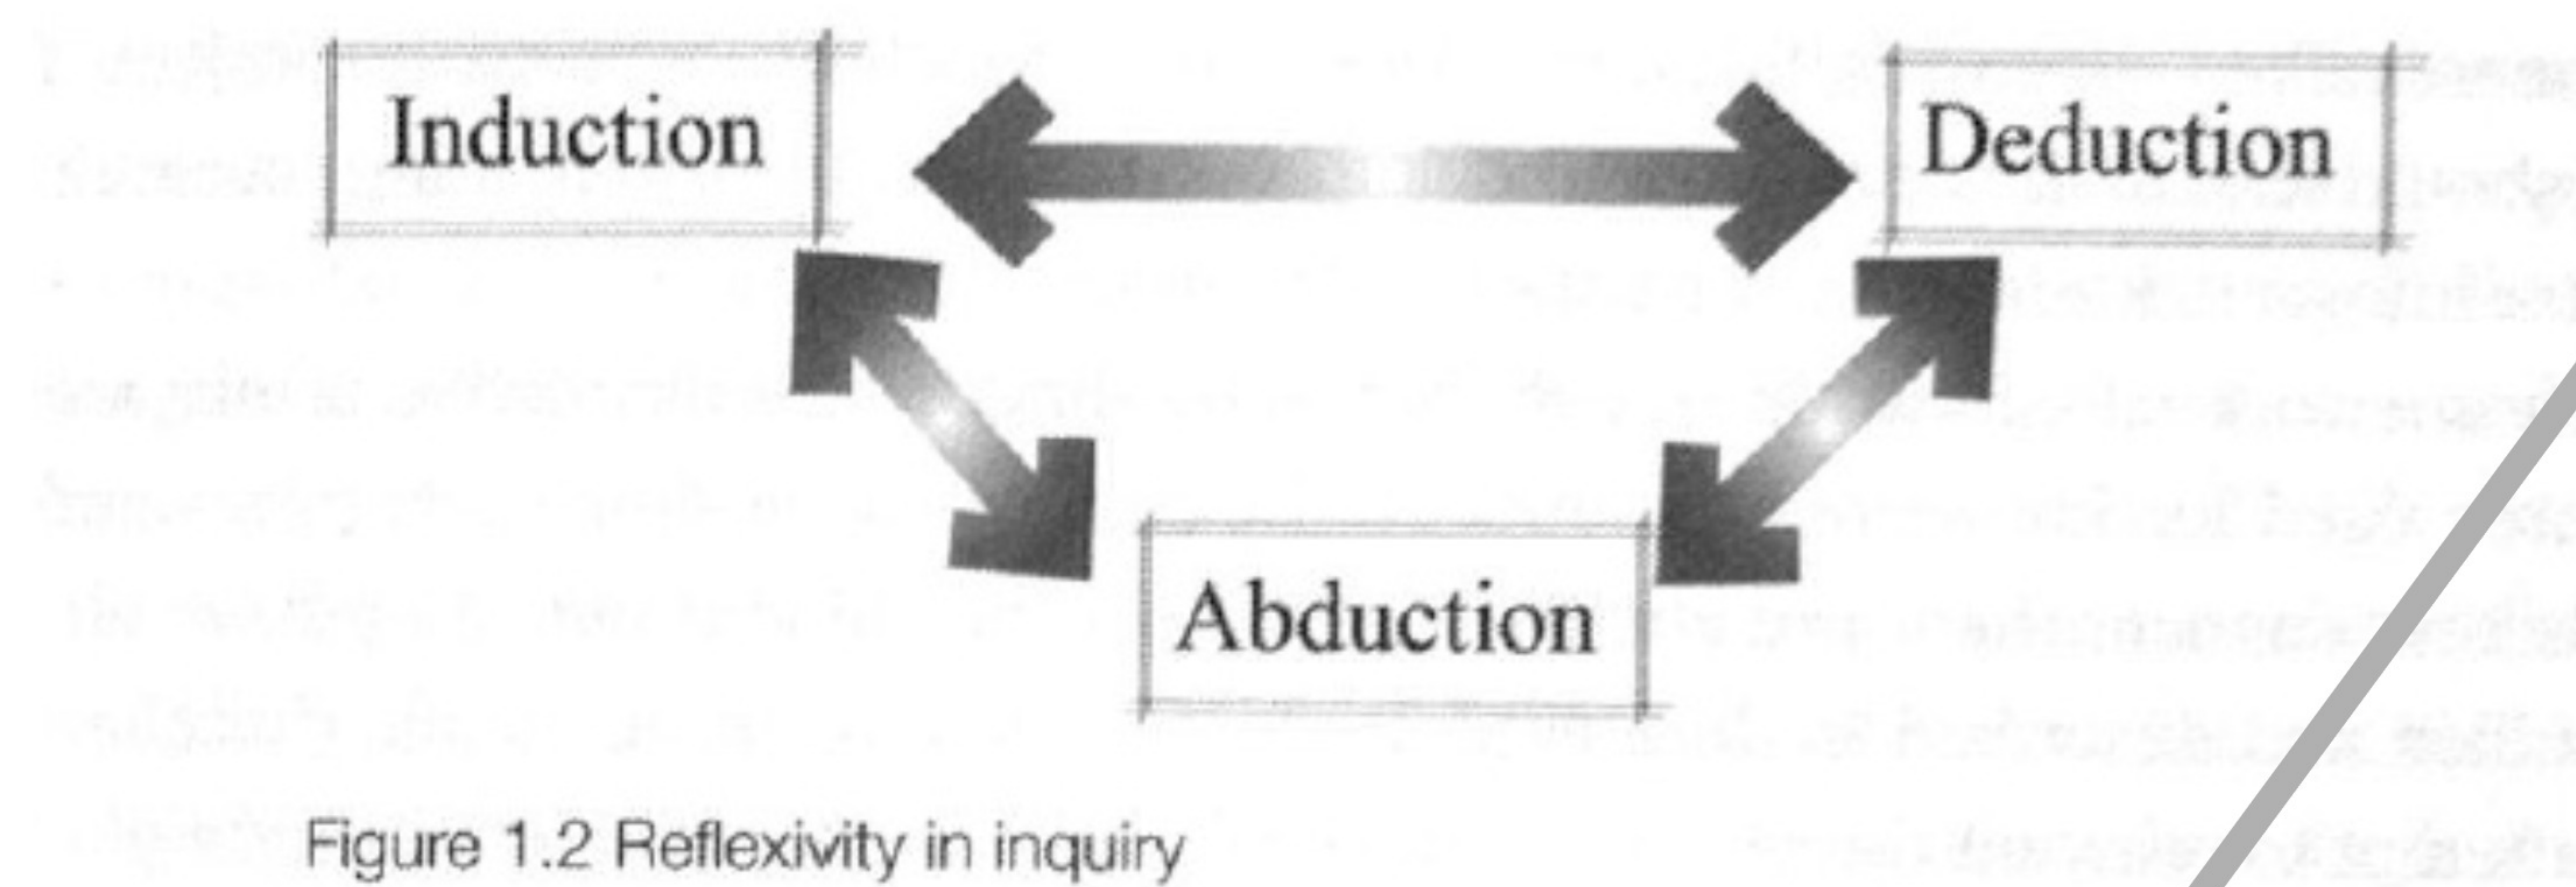 Induction
Deduction
Abduction
Figure 1.2 Reflexivity in inquiry